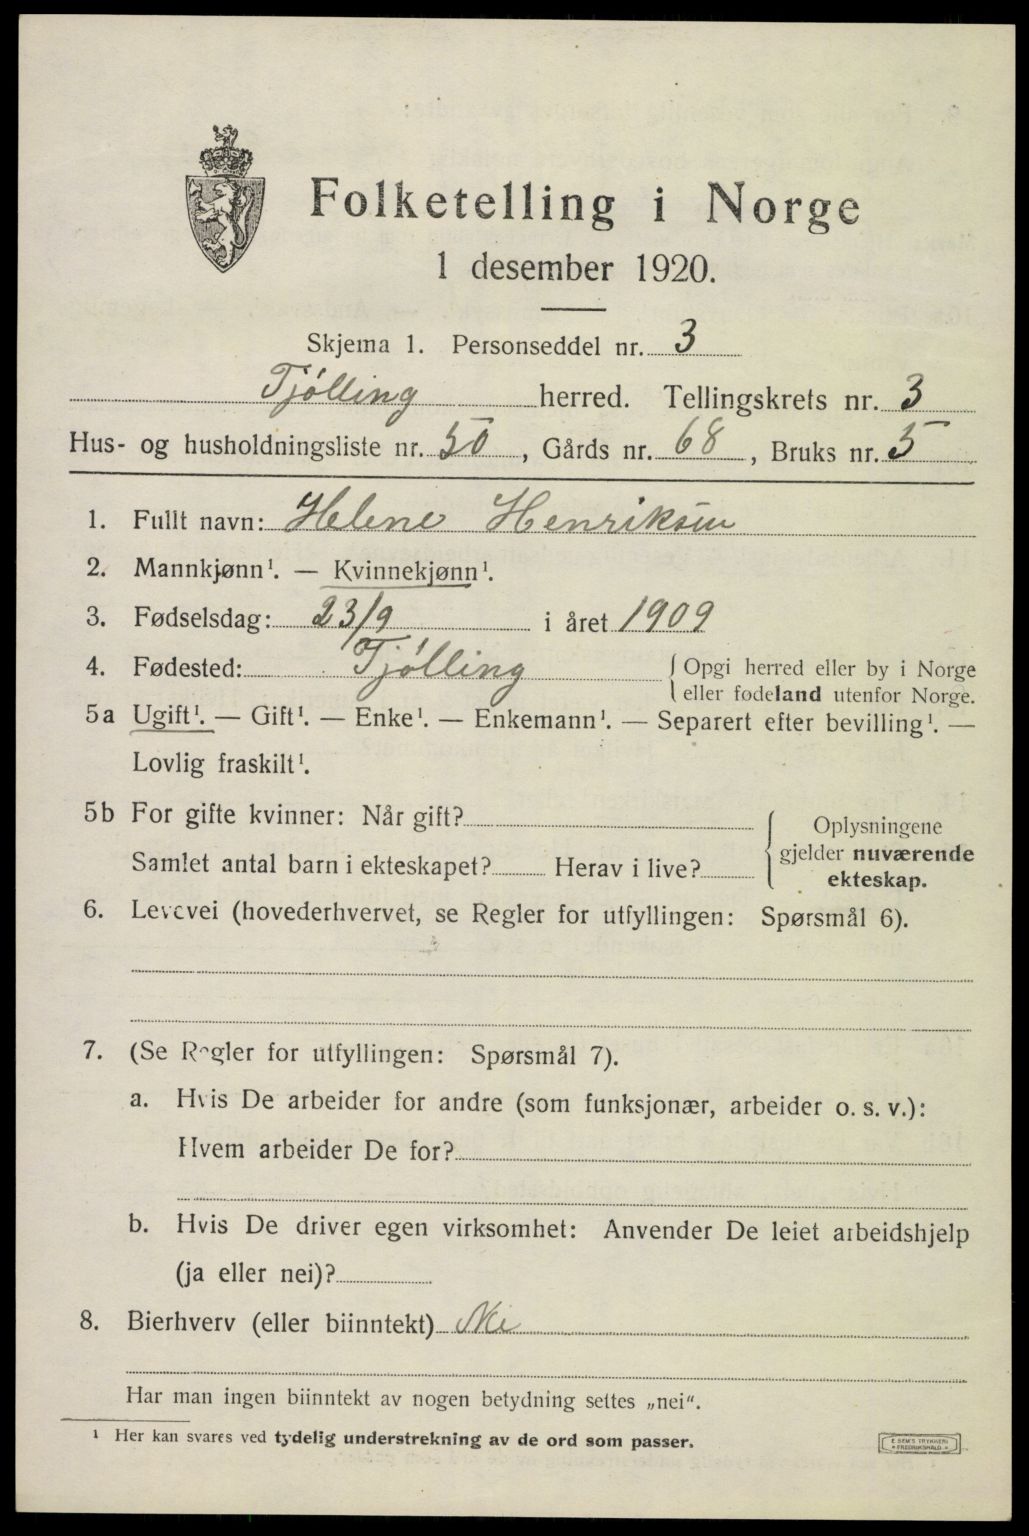 Folketelling i Norge
1 desember 1920.
Skjema 1. Personseddel nr. 3
Tjølling herred. Tellingskrets nr. 3
Hus- og husholdningsliste nr. 50, Gårds nr. 68, Bruks nr. 5
1. Fullt navn: Helene Henriksen
2. Mannkjønn¹. — Kvinnekjønn¹.
3. Fødselsdag: 23/9 i året 1909
4. Fødested: Tjølling { Opgi herred eller by i Norge
eller fødeland utenfor Norge.
5a Ugift¹. — Gift¹. — Enke¹. — Enkemann¹. — Separert efter bevilling¹. —
Lovlig fraskilt¹.
5b For gifte kvinner: Når gift?
Samlet antal barn i ekteskapet? Herav i live?
{ Oplysningene
gjelder nuværende
ekteskap.
6. Levevei (hovederhvervet, se Regler for utfyllingen: Spørsmål 6).
7. (Se Regler for utfyllingen: Spørsmål 7).
a. Hvis De arbeider for andre (som funksjonær, arbeider o. s. v.):
Hvem arbeider De for?
b. Hvis De driver egen virksomhet: Anvender De leiet arbeidshjelp
(ja eller nei)?
8. Bierhverv (eller biinntekt) Nei
Har man ingen biinntekt av nogen betydning settes „nei“.
¹ Her kan svares ved tydelig understrekning av de ord som passer.
E. SEM'S TRYKKERI
FREDRIKSHALD